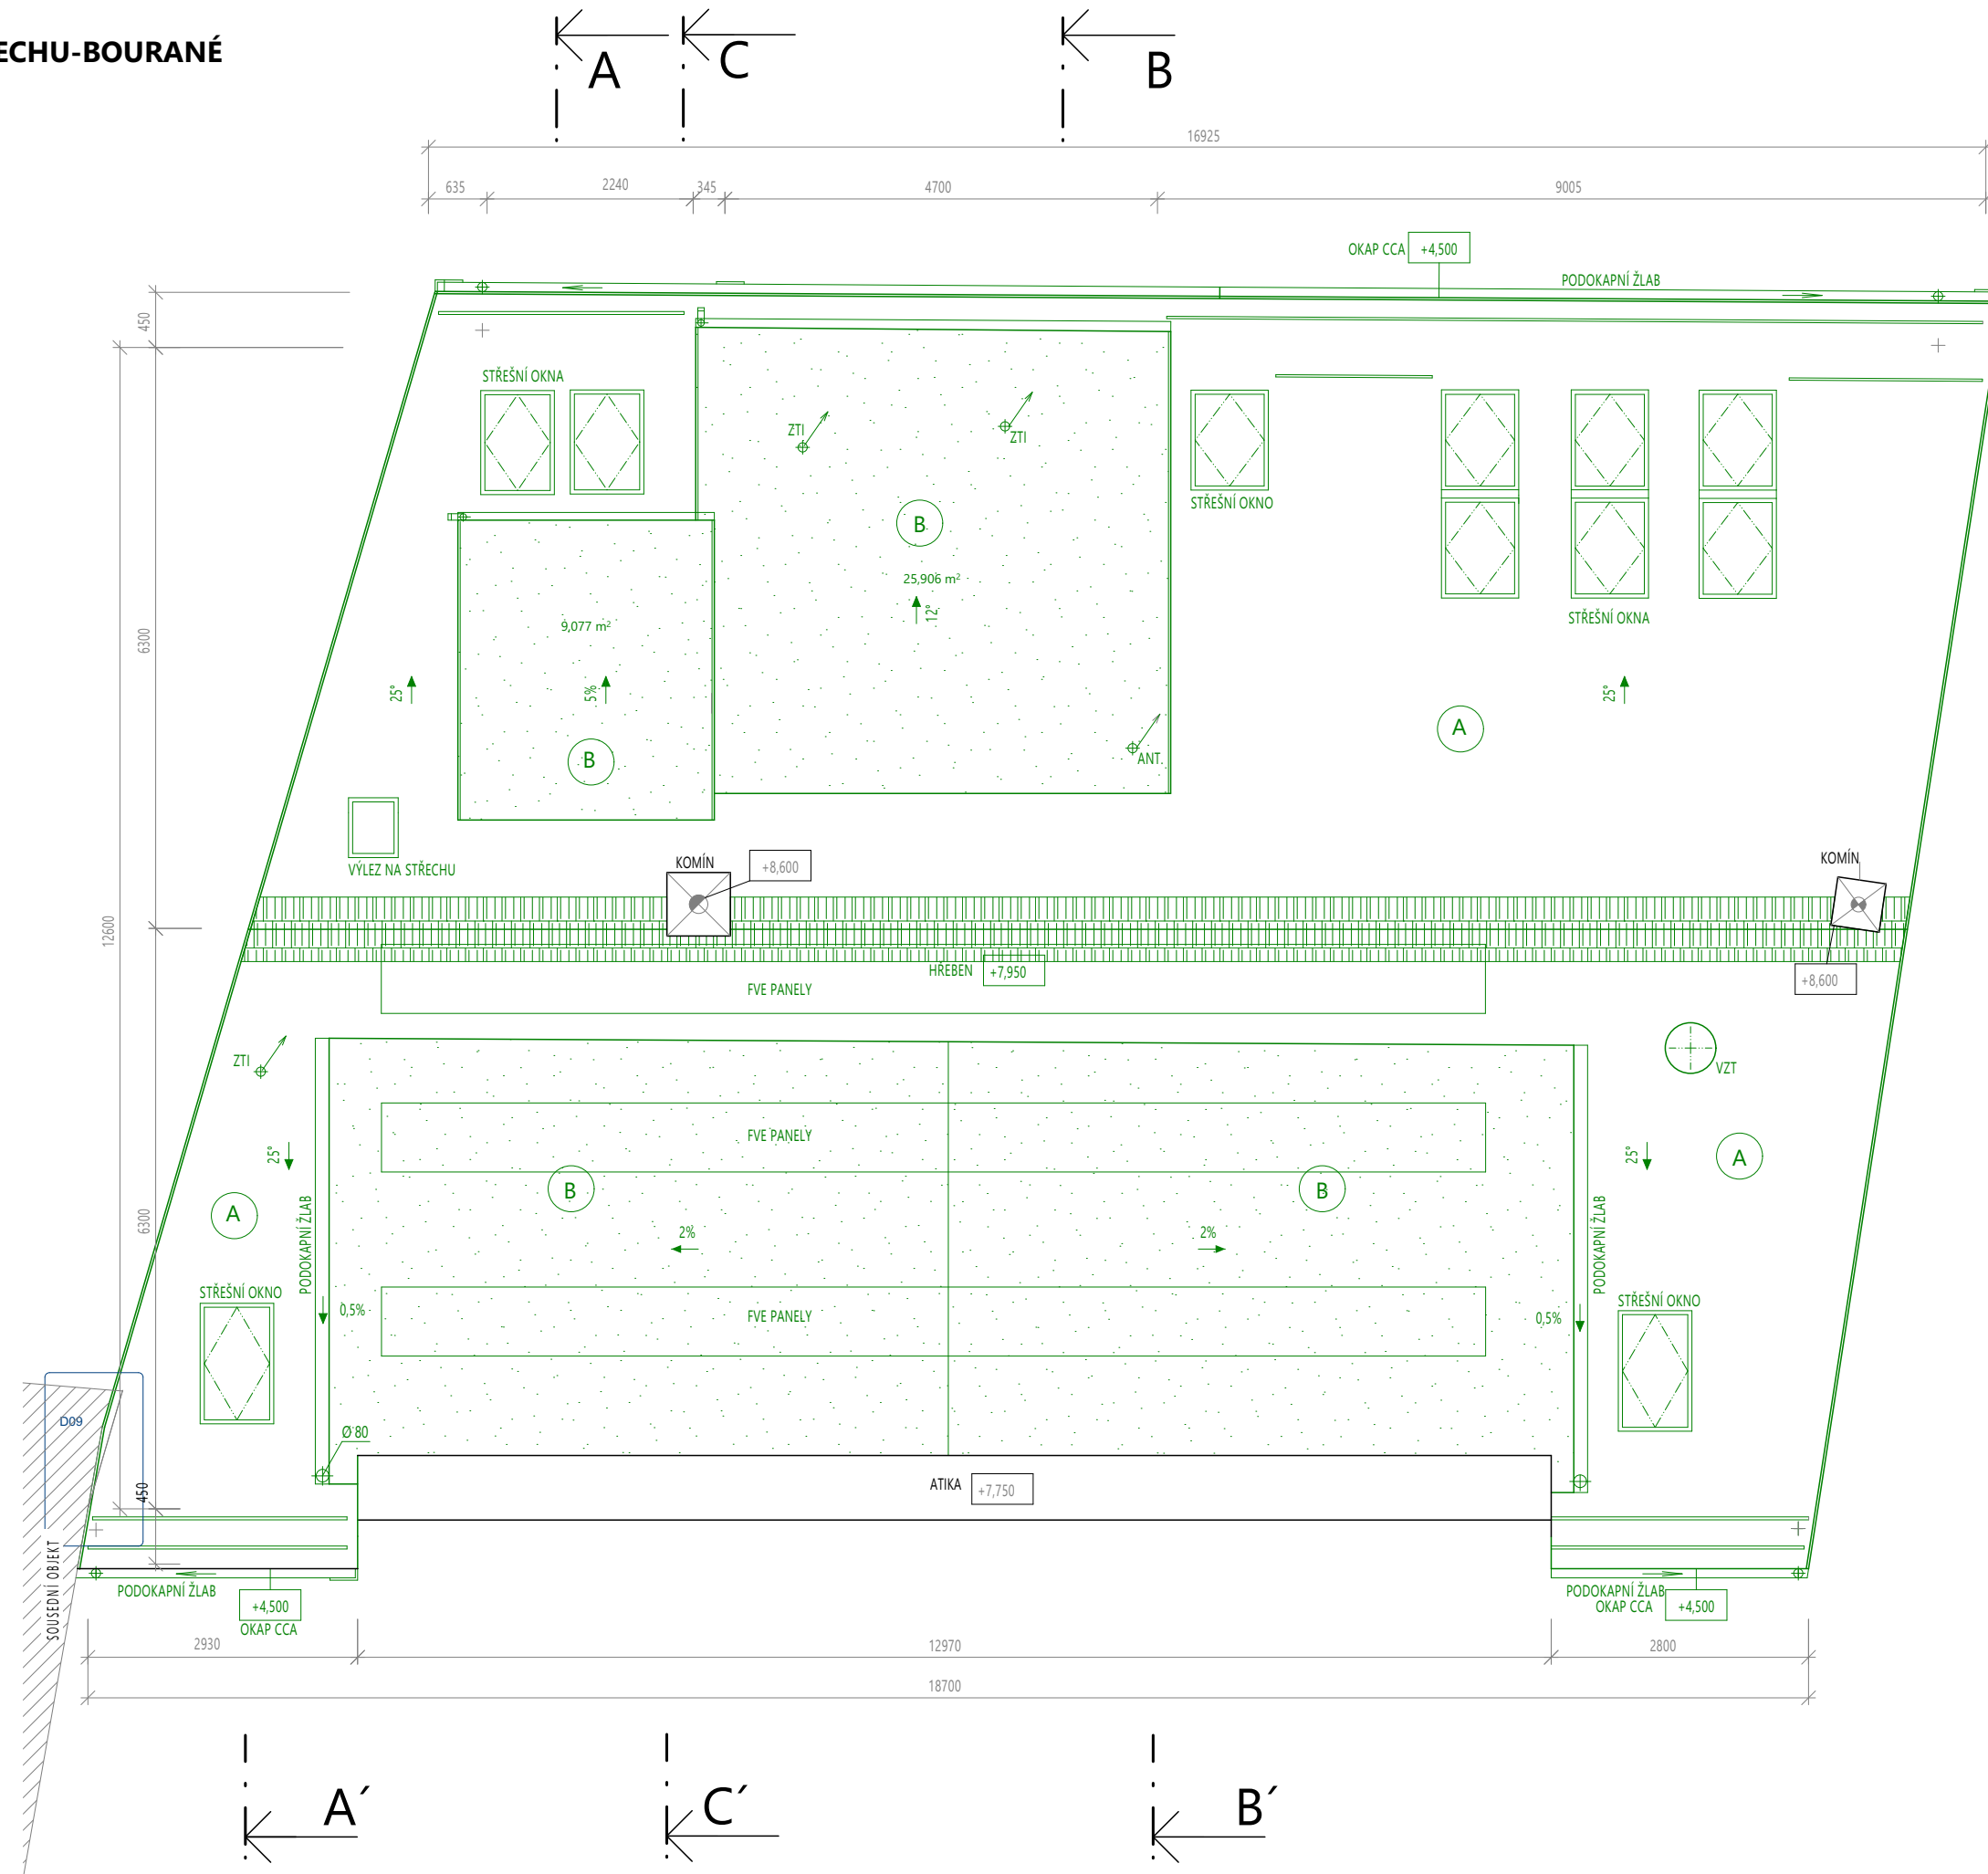 ECHU-BOURANÉ
A
C
B
16925
635
2240
345
4700
9005
OKAP CCA
+4,500
PODOKAPNÍ ŽLAB
450
STŘEŠNÍ OKNA
ZTI
ZTI
STŘEŠNÍ OKNO
B
25,906 m²
12°
STŘEŠNÍ OKNA
9,077 m²
6300
25°
5%
25°
A
B
ANT.
VÝLEZ NA STŘECHU
KOMÍN
+8,600
KOMÍN
12600
HŘEBEN
+7,950
+8,600
FVE PANELY
ZTI
VZT
FVE PANELY
25°
25°
A
B
B
A
PODOKAPNÍ ŽLAB
PODOKAPNÍ ŽLAB
6300
2%
2%
STŘEŠNÍ OKNO
STŘEŠNÍ OKNO
0,5%
FVE PANELY
0,5%
D09
Ø 80
450
ATIKA
+7,750
SOUSEDNÍ OBJEKT
PODOKAPNÍ ŽLAB
PODOKAPNÍ ŽLAB
+4,500
OKAP CCA
+4,500
OKAP CCA
2930
12970
2800
18700
A´
C´
B´